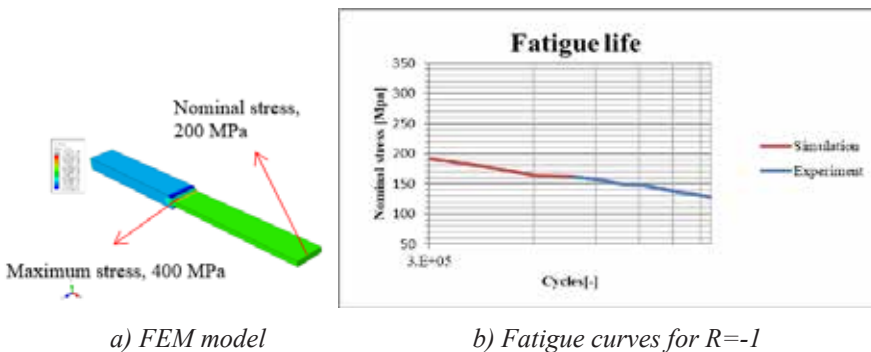 Nominal stress,
200 MPa
Maximum stress, 400 MPa
a) FEM model
Fatigue life
Nominal stress [Mpa]
350
300
250
200
150
100
50
3.E+05
Cycles[-]
Simulation
Experiment
b) Fatigue curves for R=-1